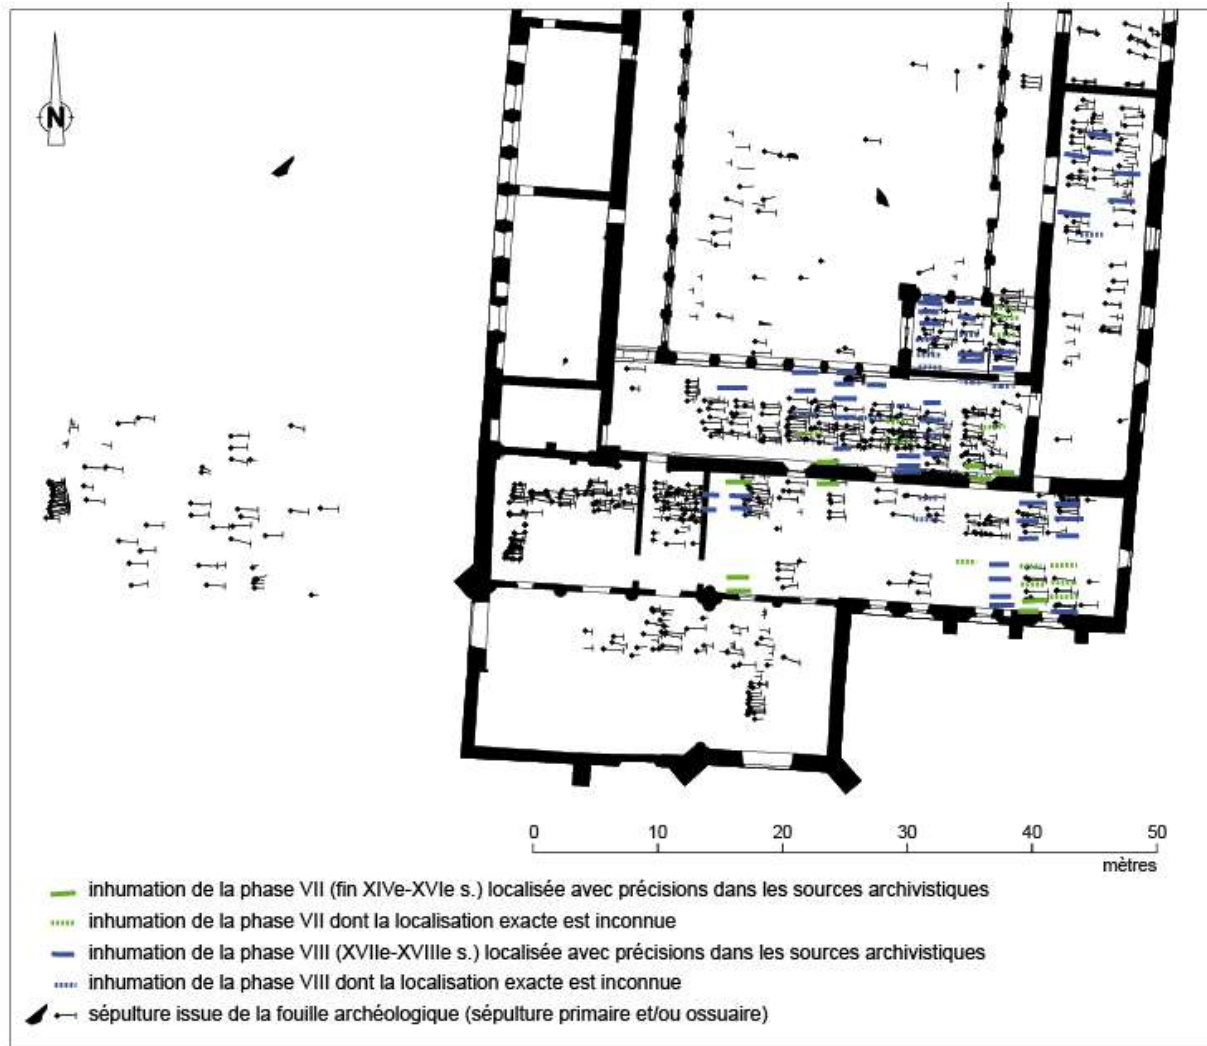 N
0 10 20 30 40 50
mètres
inhumation de la phase VII (fin XIVe-XVIe s.) localisée avec précisions dans les sources archivistiques
inhumation de la phase VII dont la localisation exacte est inconnue
inhumation de la phase VIII (XVIIe-XVIIIe s.) localisée avec précisions dans les sources archivistiques
inhumation de la phase VIII dont la localisation exacte est inconnue
sépulture issue de la fouille archéologique (sépulture primaire et/ou ossuaire)